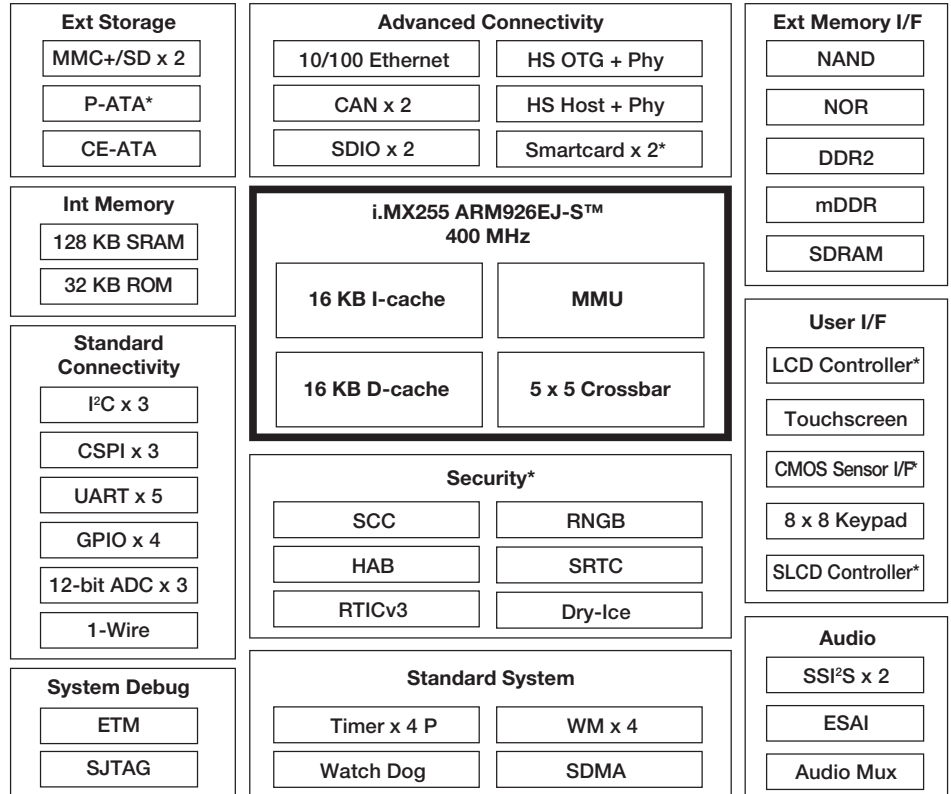 Ext Storage
MMC+/SD x 2
P-ATA*
CE-ATA
Int Memory
128 KB SRAM
32 KB ROM
Standard
Connectivity
I²C x 3
CSPI x 3
UART x 5
GPIO x 4
12-bit ADC x 3
1-Wire
System Debug
ETM
SJTAG
Advanced Connectivity
10/100 Ethernet
HS OTG + Phy
CAN x 2
HS Host + Phy
SDIO x 2
Smartcard x 2*
i.MX255 ARM926EJ-S™
400 MHz
16 KB I-cache
MMU
16 KB D-cache
5 x 5 Crossbar
Security*
SCC
RNGB
HAB
SRTC
RTICv3
Dry-Ice
Standard System
Timer x 4 P
WM x 4
Watch Dog
SDMA
Ext Memory I/F
NAND
NOR
DDR2
mDDR
SDRAM
User I/F
LCD Controller*
Touchscreen
CMOS Sensor I/F*
8 x 8 Keypad
SLCD Controller*
Audio
SSI²S x 2
ESAI
Audio Mux